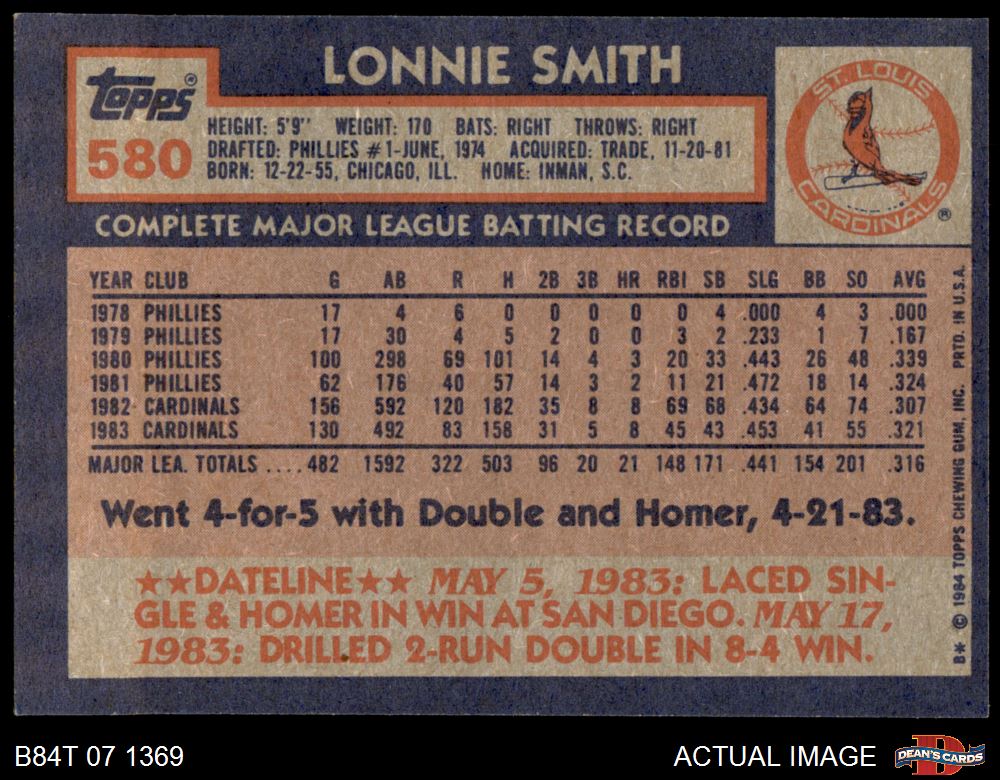 LONNIE SMITH
Topps®
580
HEIGHT: 5'9" WEIGHT: 170 BATS: RIGHT THROWS: RIGHT
DRAFTED: PHILLIES #1-JUNE, 1974 ACQUIRED: TRADE, 11-20-81
BORN: 12-22-55, CHICAGO, ILL. HOME: INMAN, S.C.
ST. LOUIS
CARDINALS
®
COMPLETE MAJOR LEAGUE BATTING RECORD
YEAR CLUB G AB R H 2B 3B HR RBI SB SLG BB SO AVG
1978 PHILLIES 17 4 6 0 0 0 0 0 4 .000 4 3 .000
1979 PHILLIES 17 30 4 5 2 0 0 3 2 .233 1 7 .167
1980 PHILLIES 100 298 69 101 14 4 3 20 33 .443 26 48 .339
1981 PHILLIES 62 176 40 57 14 3 2 11 21 .472 18 14 .324
1982 CARDINALS 156 592 120 182 35 8 8 69 68 .434 64 74 .307
1983 CARDINALS 130 492 83 158 31 5 8 45 43 .453 41 55 .321
MAJOR LEA. TOTALS ....482 1592 322 503 96 20 21 148 171 .441 154 201 .316
Went 4-for-5 with Double and Homer, 4-21-83.
★★DATELINE★★ MAY 5, 1983: LACED SIN-
GLE & HOMER IN WIN AT SAN DIEGO. MAY 17,
1983: DRILLED 2-RUN DOUBLE IN 8-4 WIN.
B* © 1984 TOPPS CHEWING GUM, INC. PRTD. IN U.S.A.
B84T 07 1369
ACTUAL IMAGE
DEAN'S CARDS